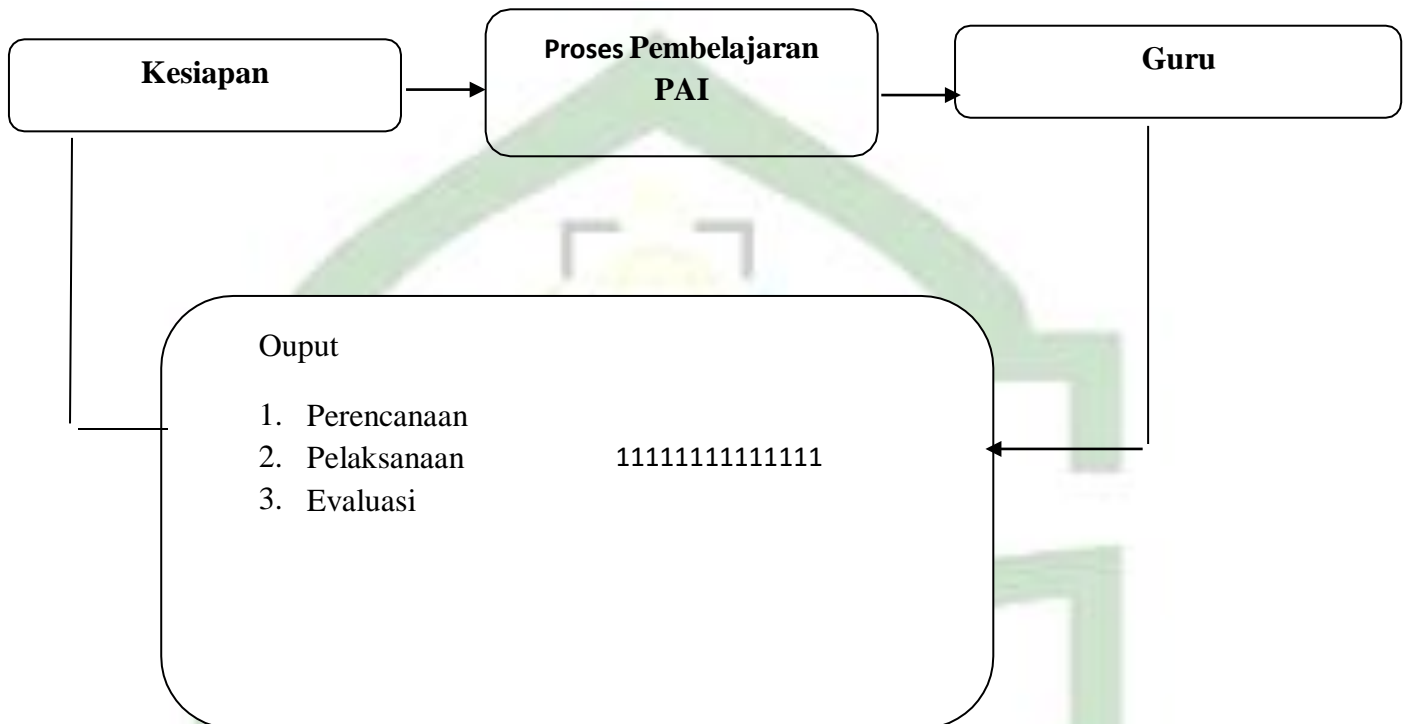 Kesiapan
Proses Pembelajaran
PAI
Guru
Ouput
1. Perencanaan
2. Pelaksanaan 11111111111111
3. Evaluasi